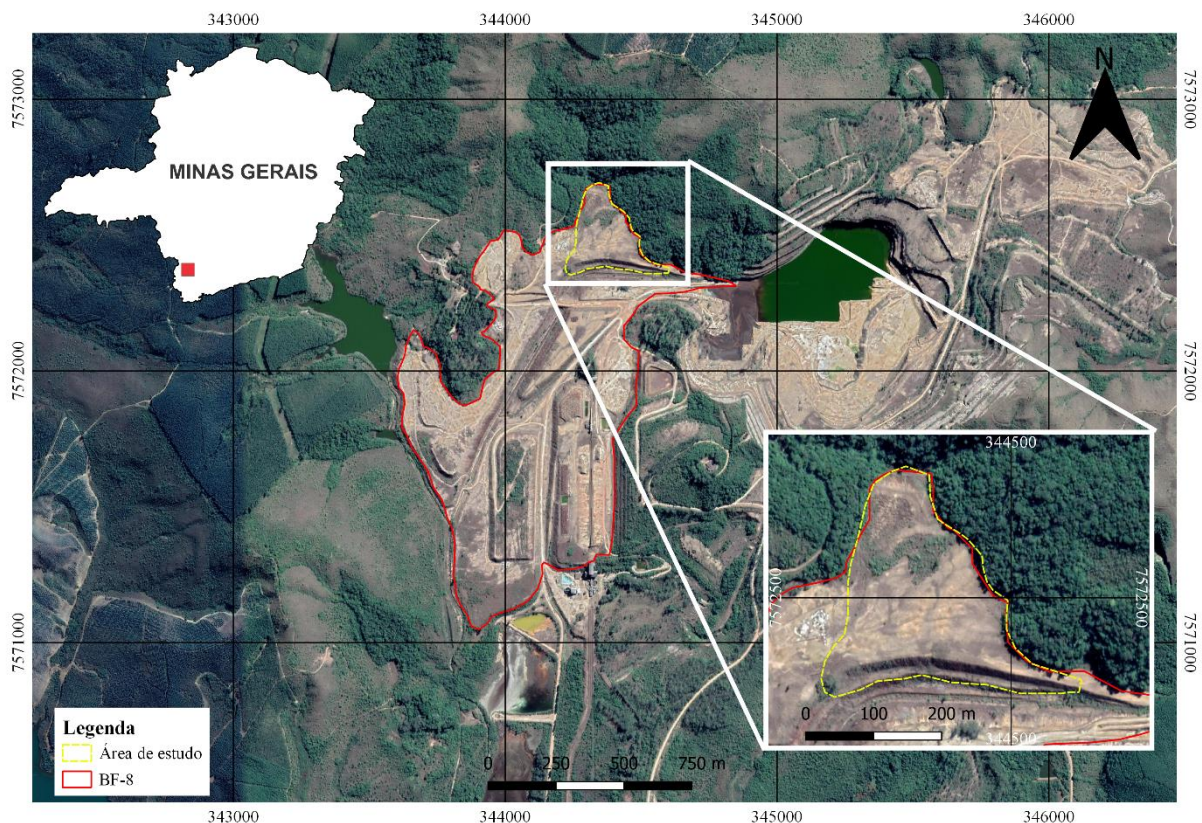 343000 344000 345000 346000
N
7573000 7573000
MINAS GERAIS
7572000 7572000
344500
7572500 7572500
7571000 7571000
0 100 200 m
344500
Legenda
Área de estudo
BF-8
0 250 500 750 m
343000 344000 345000 346000